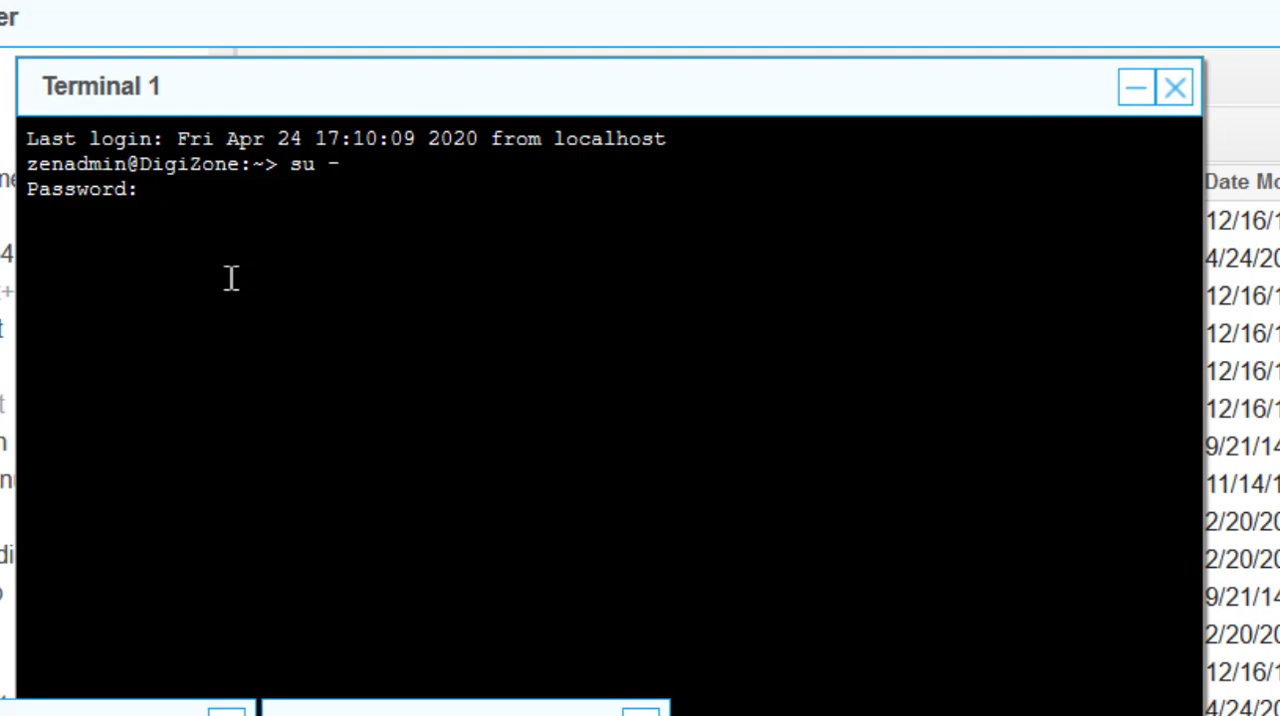 er
Terminal 1
Last login: Fri Apr 24 17:10:09 2020 from localhost
zenadmin@DigiZone:~> su -
Password:
Date Mo
12/16/1
4/24/20
12/16/1
12/16/1
12/16/1
12/16/1
9/21/14
11/14/1
2/20/20
2/20/20
9/21/14
2/20/20
12/16/1
4/24/20